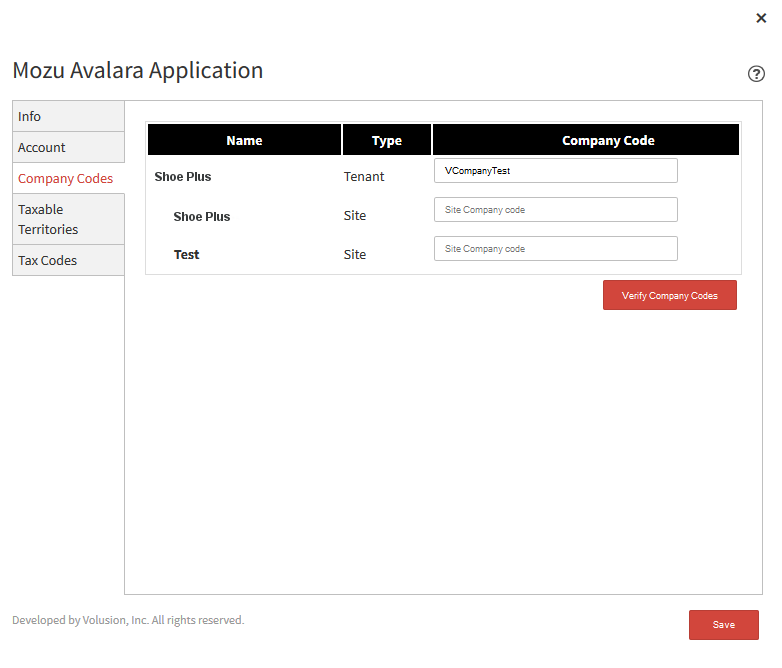 ×
Mozu Avalara Application
?
Info
Account
Company Codes
Taxable
Territories
Tax Codes
Name Type Company Code
Shoe Plus Tenant VCompanyTest
Shoe Plus Site Site Company code
Test Site Site Company code
Verify Company Codes
Developed by Volusion, Inc. All rights reserved.
Save